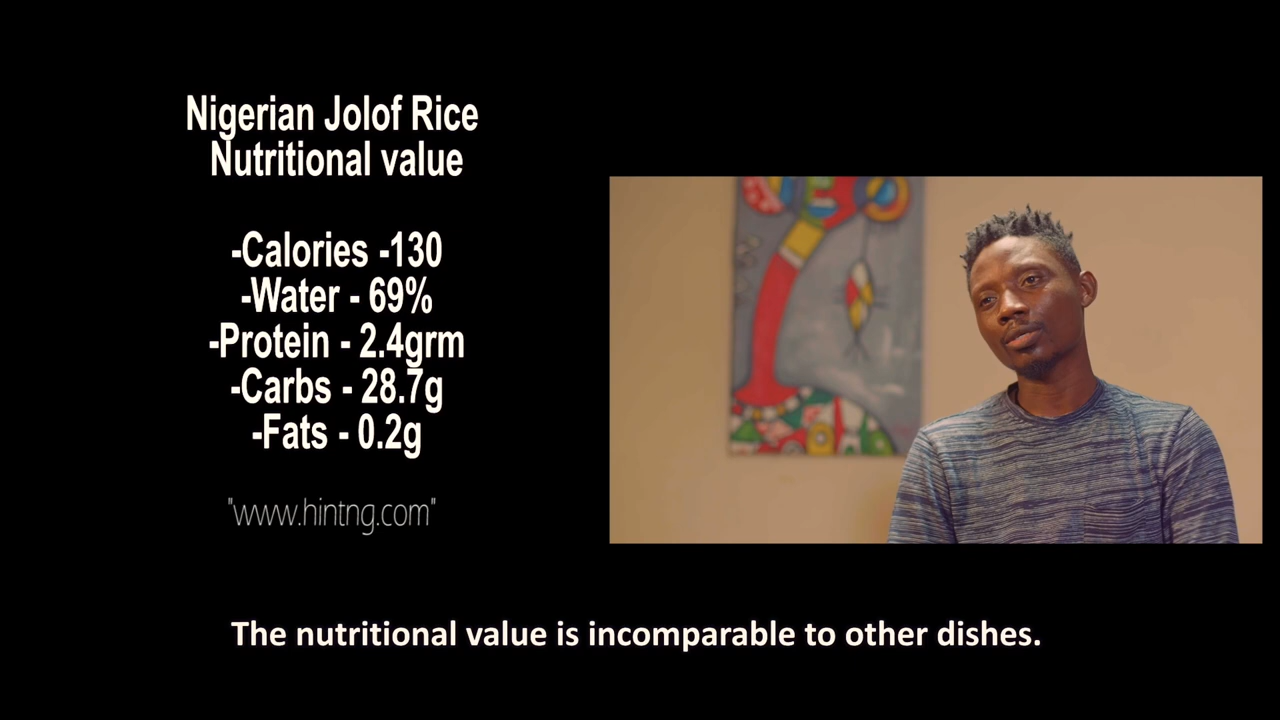 Nigerian Jolof Rice
Nutritional value
-Calories -130
-Water - 69%
-Protein - 2.4grm
-Carbs - 28.7g
-Fats - 0.2g
"www.hintng.com"
The nutritional value is incomparable to other dishes.